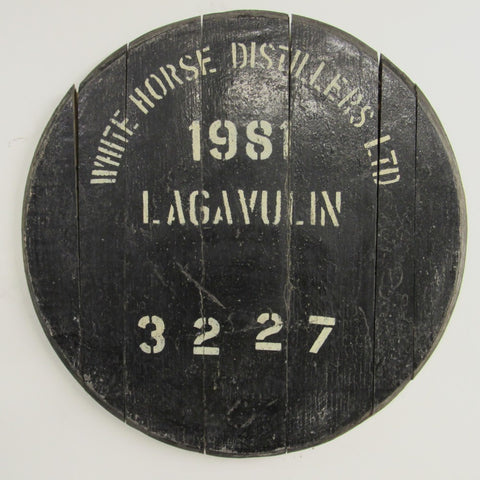 WHITE HORSE DISTILLERS LTD
1981
LAGAVULIN
3227